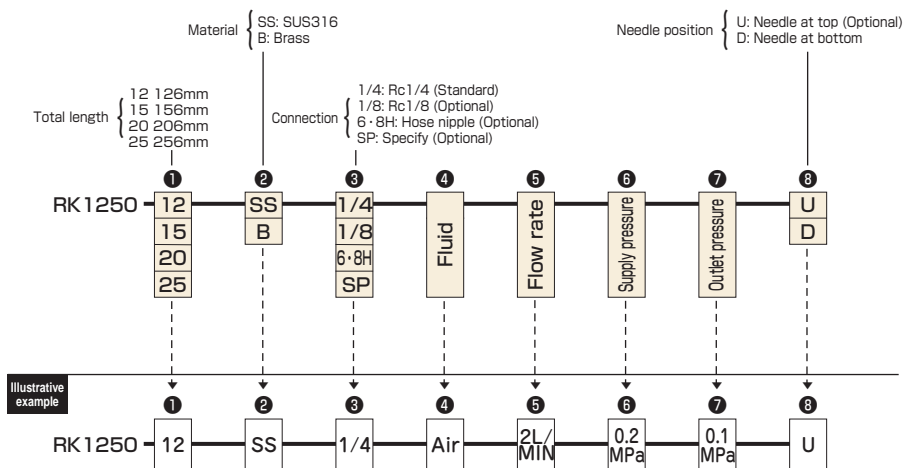 Material
SS: SUS316
B: Brass
Needle position
U: Needle at top (Optional)
D: Needle at bottom
Total length
12 126mm
15 156mm
20 206mm
25 256mm
Connection
1/4: Rc1/4 (Standard)
1/8: Rc1/8 (Optional)
6・8H: Hose nipple (Optional)
SP: Specify (Optional)
❶ ❷ ❸ ❹ ❺ ❻ ❼ ❽
RK1250 12 SS 1/4 Fluid Flow rate Supply pressure Outlet pressure U
15 B 1/8 D
20 6・8H
25 SP
Illustrative
example
❶ ❷ ❸ ❹ ❺ ❻ ❼ ❽
RK1250 12 SS 1/4 Air 2L/MIN 0.2 MPa 0.1 MPa U